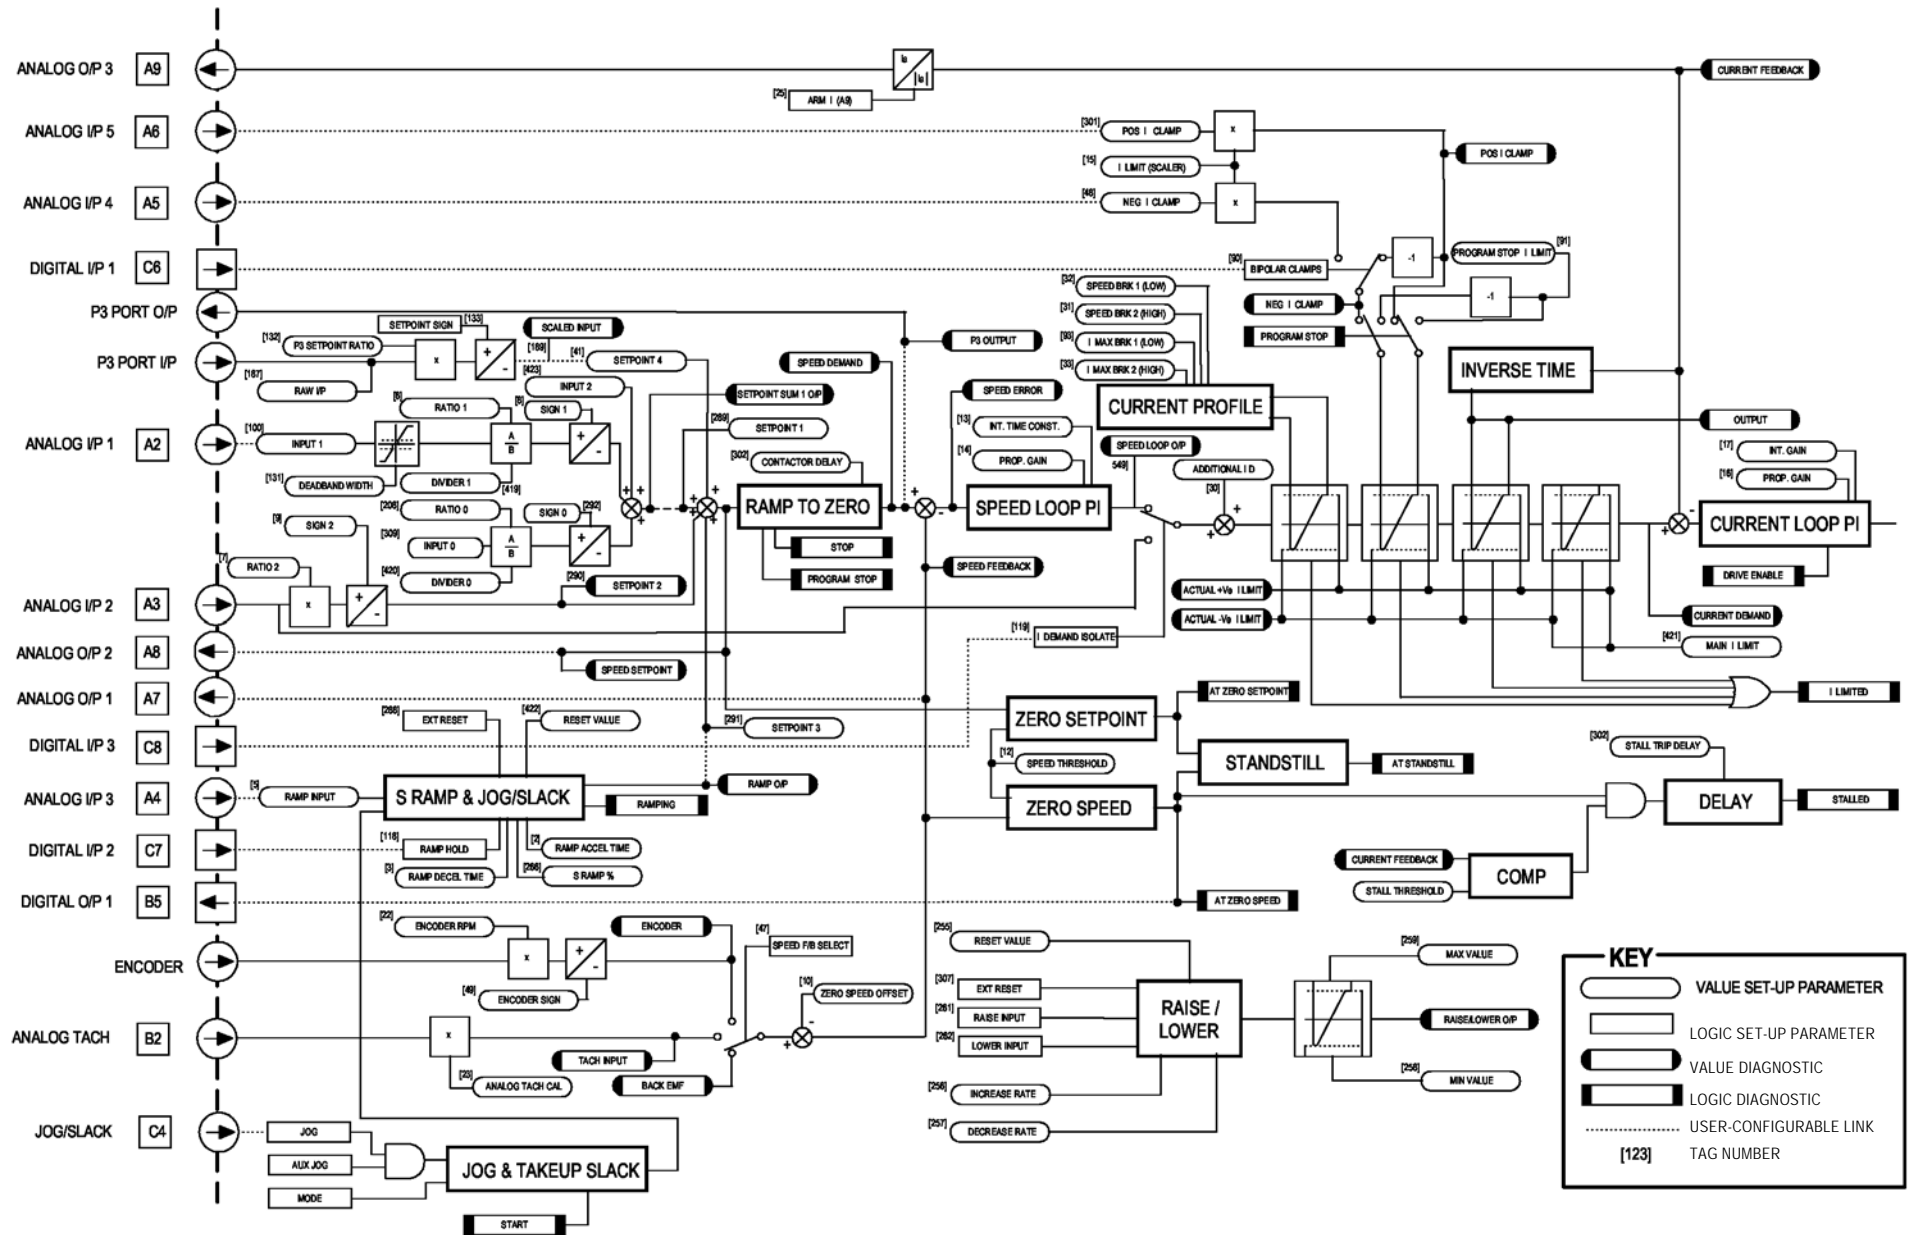 ANALOG O/P 3 A9
Ia
|Ia|
CURRENT FEEDBACK
[25] ARM I (A9)
ANALOG I/P 5 A6
[301] POS I CLAMP x
POS I CLAMP
[15] I LIMIT (SCALER)
ANALOG I/P 4 A5
[48] NEG I CLAMP x
DIGITAL I/P 1 C6
[90] BIPOLAR CLAMPS
-1
PROGRAM STOP I LIMIT [91]
-1
NEG I CLAMP
PROGRAM STOP
P3 PORT O/P
[32] SPEED BRK 1 (LOW)
[31] SPEED BRK 2 (HIGH)
[93] I MAX BRK 1 (LOW)
[33] I MAX BRK 2 (HIGH)
CURRENT PROFILE
INVERSE TIME
OUTPUT
P3 OUTPUT
SETPOINT SIGN [133]
SCALED INPUT
[189]
[132] P3 SETPOINT RATIO
x
+
-
[41] SETPOINT 4
P3 PORT I/P
[187] RAW I/P
[423] INPUT 2
SPEED DEMAND
SPEED ERROR
SETPOINT SUM 1 O/P
[6] RATIO 1
[8] SIGN 1
[289] SETPOINT 1
ANALOG I/P 1 A2
[100] INPUT 1
A
B
+
-
[131] DEADBAND WIDTH
DIVIDER 1 [419]
[302] CONTACTOR DELAY
[13] INT. TIME CONST.
[14] PROP. GAIN
SPEED LOOP O/P
549]
ADDITIONAL I D
[30]
[17] INT. GAIN
[16] PROP. GAIN
RAMP TO ZERO
STOP
PROGRAM STOP
+
-
SPEED LOOP PI
+
+
+
-
CURRENT LOOP PI
DRIVE ENABLE
[9] SIGN 2
[208] RATIO 0
SIGN 0 [292]
[309] INPUT 0
A
B
+
-
+
+
+
+
+
+
+
+
[420] DIVIDER 0
[7] RATIO 2
x
+
-
[290] SETPOINT 2
SPEED FEEDBACK
ANALOG I/P 2 A3
ACTUAL +Ve I LIMIT
ACTUAL -Ve I LIMIT
CURRENT DEMAND
[119] I DEMAND ISOLATE
[421] MAIN I LIMIT
ANALOG O/P 2 A8
SPEED SETPOINT
ANALOG O/P 1 A7
AT ZERO SETPOINT
I LIMITED
[288] EXT RESET
[422] RESET VALUE
[291] SETPOINT 3
ZERO SETPOINT
DIGITAL I/P 3 C8
[12] SPEED THRESHOLD
STANDSTILL
AT STANDSTILL
[302] STALL TRIP DELAY
ANALOG I/P 3 A4
[5] RAMP INPUT
S RAMP & JOG/SLACK
RAMP O/P
RAMPING
ZERO SPEED
DELAY
STALLED
DIGITAL I/P 2 C7
[118] RAMP HOLD
[2] RAMP ACCEL TIME
[3] RAMP DECEL TIME
[266] S RAMP %
CURRENT FEEDBACK
STALL THRESHOLD
COMP
DIGITAL O/P 1 B5
AT ZERO SPEED
[22] ENCODER RPM
ENCODER
[47] SPEED F/B SELECT
ENCODER
x
+
-
[49] ENCODER SIGN
[10] ZERO SPEED OFFSET
ANALOG TACH B2
x
TACH INPUT
-
+
[23] ANALOG TACH CAL
BACK EMF
[255] RESET VALUE
[307] EXT RESET
[261] RAISE INPUT
[262] LOWER INPUT
RAISE /
LOWER
[256] INCREASE RATE
[257] DECREASE RATE
[259] MAX VALUE
RAISE/LOWER O/P
[258] MIN VALUE
JOG/SLACK C4
JOG
AUX JOG
MODE
JOG & TAKEUP SLACK
START
KEY
VALUE SET-UP PARAMETER
LOGIC SET-UP PARAMETER
VALUE DIAGNOSTIC
LOGIC DIAGNOSTIC
USER-CONFIGURABLE LINK
[123] TAG NUMBER